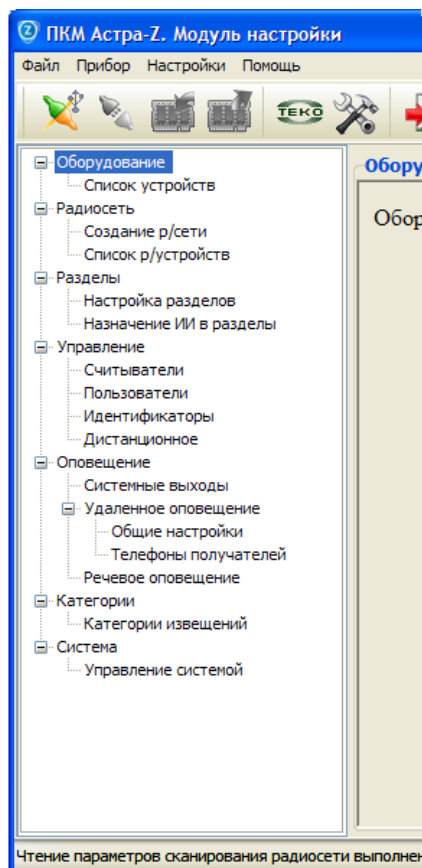 ПКМ Астра-Z. Модуль настройки
Файл Прибор Настройки Помощь
ТЕКО
Оборудование
Список устройств
Радиосеть
Создание р/сети
Список р/устройств
Разделы
Настройка разделов
Назначение ИИ в разделы
Управление
Считыватели
Пользователи
Идентификаторы
Дистанционное
Оповещение
Системные выходы
Удаленное оповещение
Общие настройки
Телефоны получателей
Речевое оповещение
Категории
Категории извещений
Система
Управление системой
Обору
Обор
Чтение параметров сканирования радиосети выполнен